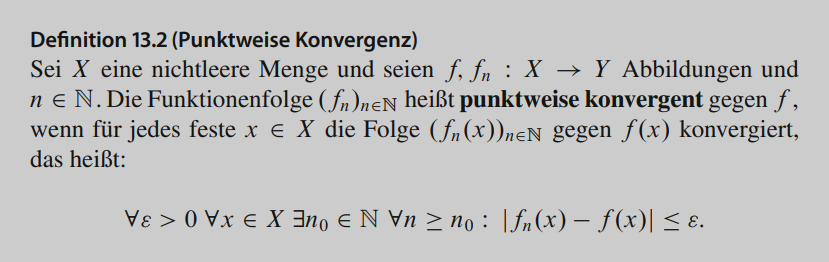 Definition 13.2 (Punktweise Konvergenz)
Sei X eine nichtleere Menge und seien f, fₙ : X → Y Abbildungen und
n ∈ ℕ. Die Funktionenfolge (fₙ)ₙ∈ℕ heißt punktweise konvergent gegen f,
wenn für jedes feste x ∈ X die Folge (fₙ(x))ₙ∈ℕ gegen f(x) konvergiert,
das heißt:
∀ε > 0 ∀x ∈ X ∃n₀ ∈ ℕ ∀n ≥ n₀ : |fₙ(x) − f(x)| ≤ ε.